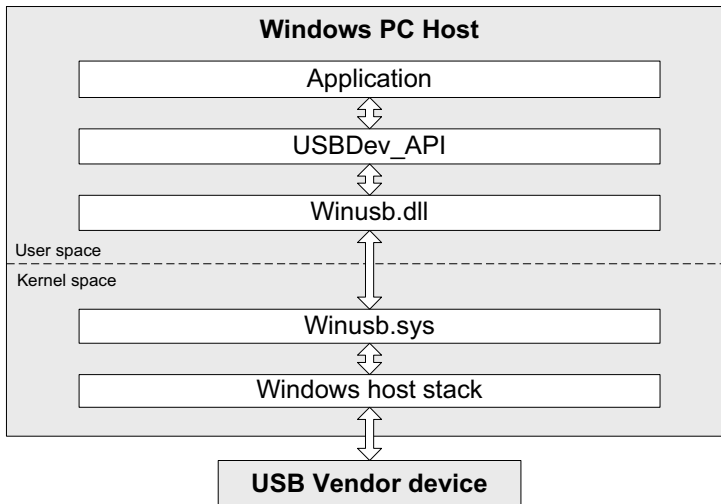 Windows PC Host
Application
USBDev_API
Winusb.dll
User space
Kernel space
Winusb.sys
Windows host stack
USB Vendor device